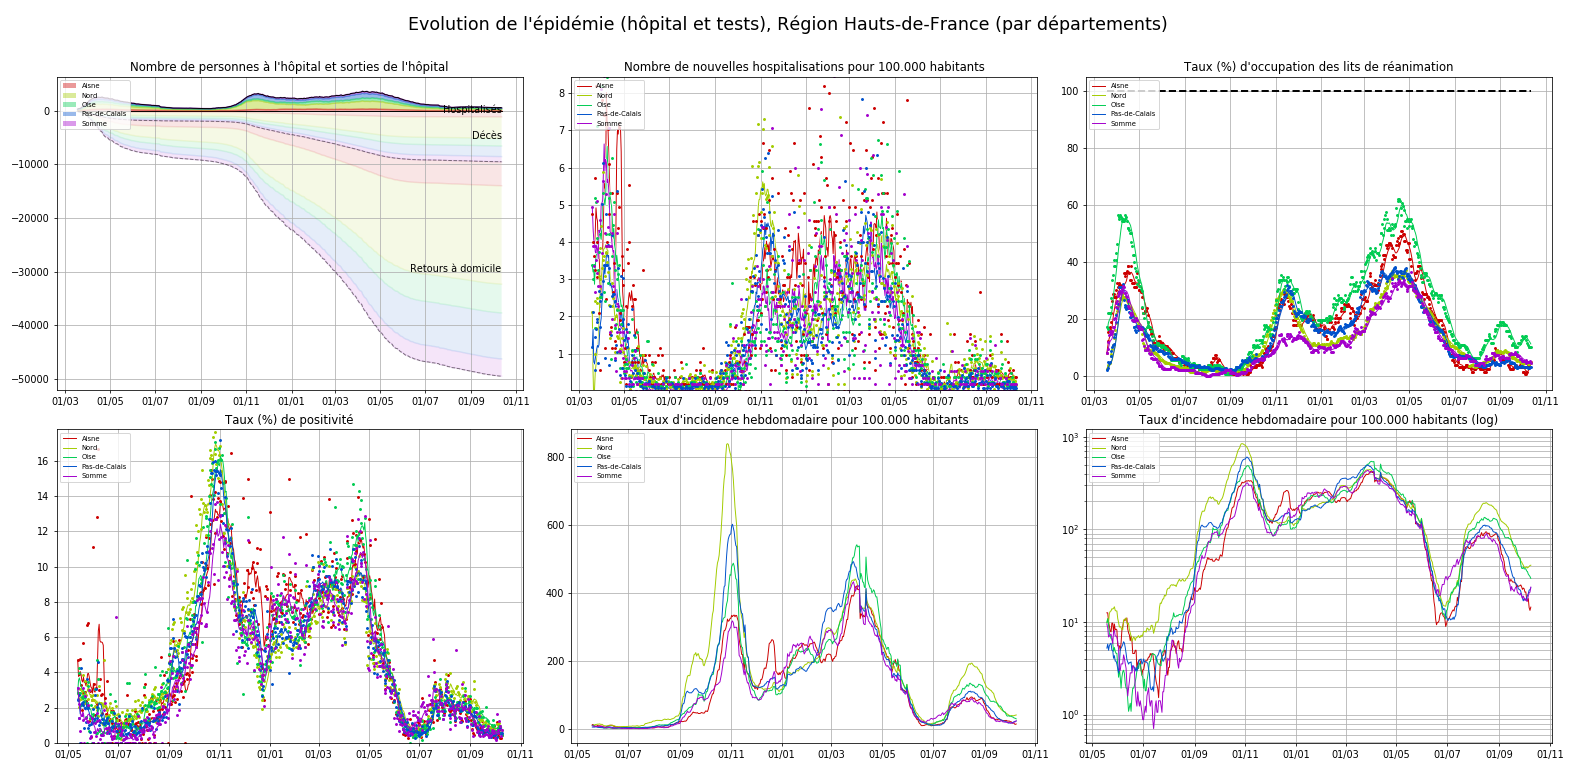 Evolution de l'épidémie (hôpital et tests), Région Hauts-de-France (par départements)
Nombre de personnes à l'hôpital et sorties de l'hôpital
Aisne
Nord
Oise
Pas-de-Calais
Somme
Hospitalisés
Décès
Retours à domicile
0
−10000
−20000
−30000
−40000
−50000
01/03 01/05 01/07 01/09 01/11 01/01 01/03 01/05 01/07 01/09 01/11
Nombre de nouvelles hospitalisations pour 100.000 habitants
Aisne
Nord
Oise
Pas-de-Calais
Somme
8
7
6
5
4
3
2
1
01/03 01/05 01/07 01/09 01/11 01/01 01/03 01/05 01/07 01/09 01/11
Taux (%) d'occupation des lits de réanimation
Aisne
Nord
Oise
Pas-de-Calais
Somme
100
80
60
40
20
0
01/03 01/05 01/07 01/09 01/11 01/01 01/03 01/05 01/07 01/09 01/11
Taux (%) de positivité
Aisne
Nord
Oise
Pas-de-Calais
Somme
16
14
12
10
8
6
4
2
0
01/05 01/07 01/09 01/11 01/01 01/03 01/05 01/07 01/09 01/11
Taux d'incidence hebdomadaire pour 100.000 habitants
Aisne
Nord
Oise
Pas-de-Calais
Somme
800
600
400
200
0
01/05 01/07 01/09 01/11 01/01 01/03 01/05 01/07 01/09 01/11
Taux d'incidence hebdomadaire pour 100.000 habitants (log)
Aisne
Nord
Oise
Pas-de-Calais
Somme
10³
10²
10¹
10⁰
01/05 01/07 01/09 01/11 01/01 01/03 01/05 01/07 01/09 01/11